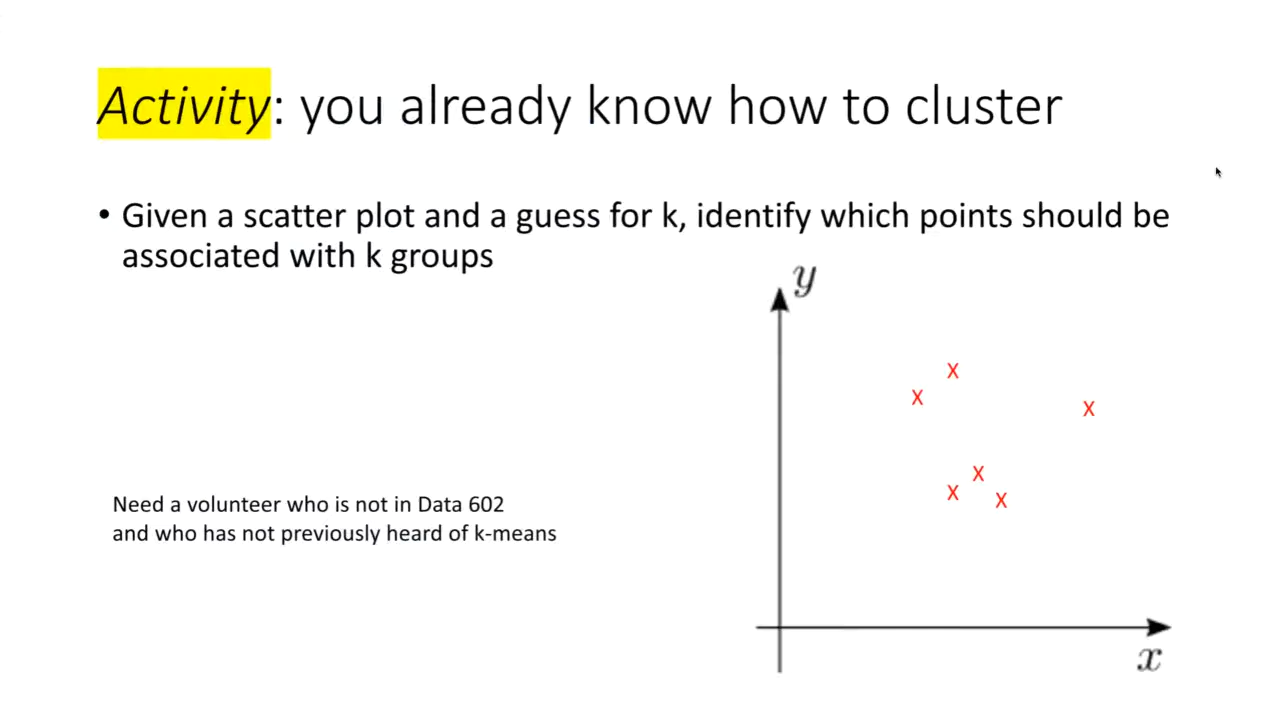 Activity: you already know how to cluster
• Given a scatter plot and a guess for k, identify which points should be
associated with k groups
y
X
X
X
X
X
X
Need a volunteer who is not in Data 602
and who has not previously heard of k-means
x